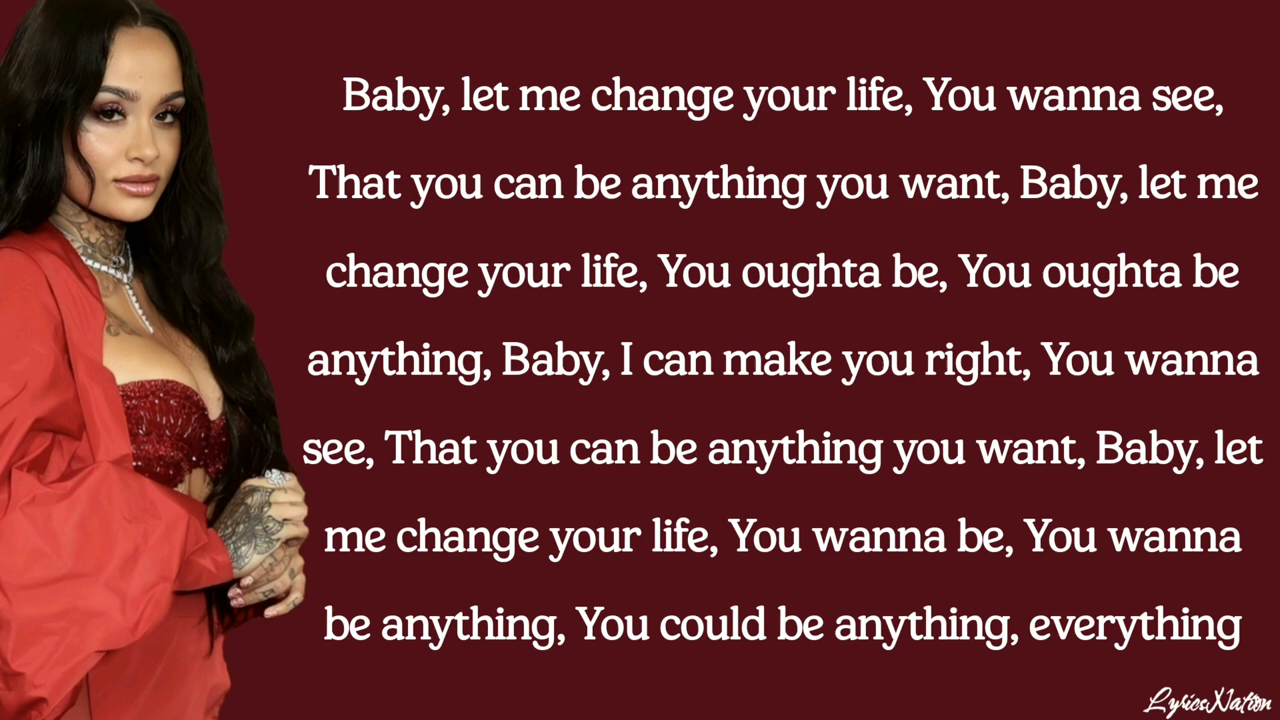 Baby, let me change your life, You wanna see,
That you can be anything you want, Baby, let me
change your life, You oughta be, You oughta be
anything, Baby, I can make you right, You wanna
see, That you can be anything you want, Baby, let
me change your life, You wanna be, You wanna
be anything, You could be anything, everything
LyricsNation